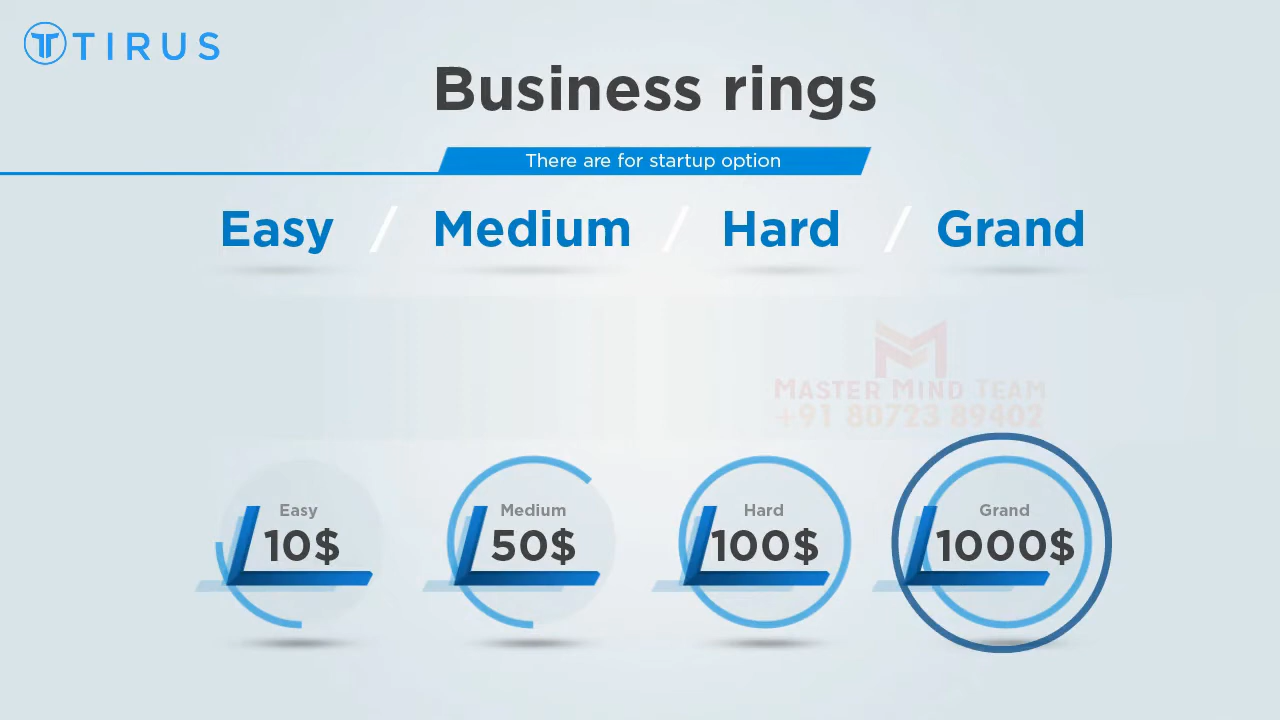 TIRUS
Business rings
There are for startup option
Easy / Medium / Hard / Grand
MASTER MIND TEAM
+91 80723 89402
Easy
10$
Medium
50$
Hard
100$
Grand
1000$